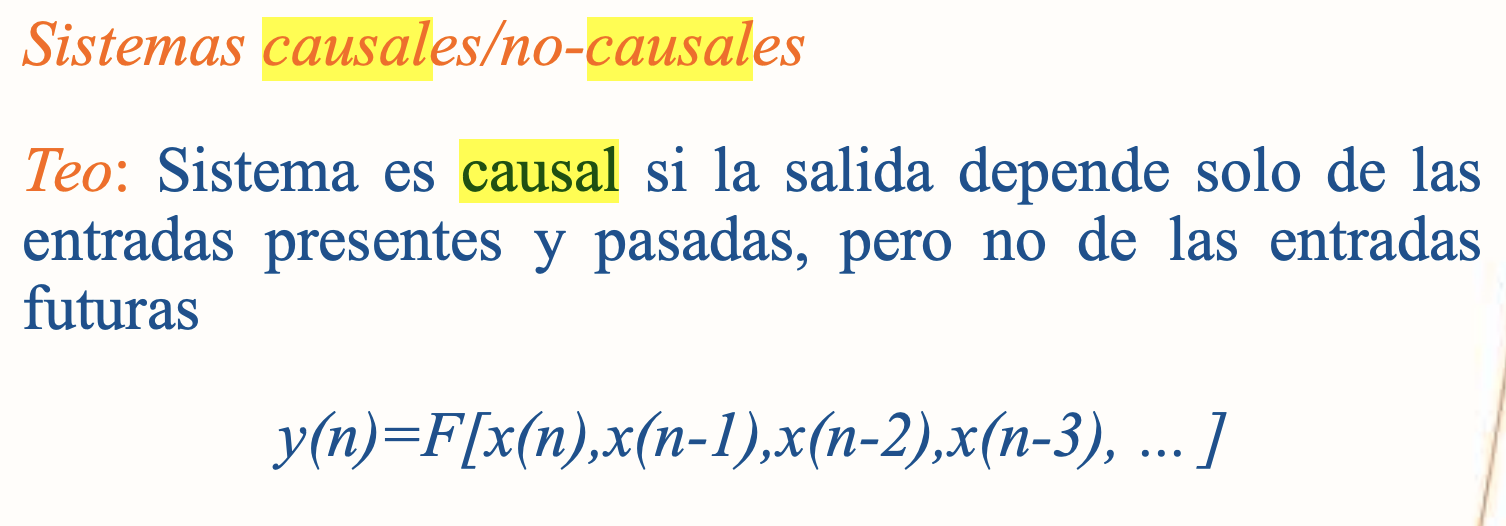 Sistemas causales/no-causales
Teo: Sistema es causal si la salida depende solo de las
entradas presentes y pasadas, pero no de las entradas
futuras
y(n)=F[x(n),x(n-1),x(n-2),x(n-3), ... ]